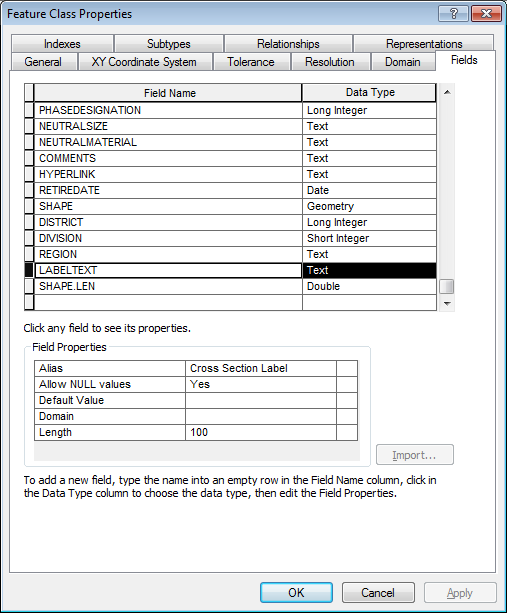 Feature Class Properties
Indexes Subtypes Relationships Representations
General XY Coordinate System Tolerance Resolution Domain Fields
Field Name Data Type
PHASEDESIGNATION Long Integer
NEUTRALSIZE Text
NEUTRALMATERIAL Text
COMMENTS Text
HYPERLINK Text
RETIREDATE Date
SHAPE Geometry
DISTRICT Long Integer
DIVISION Short Integer
REGION Text
LABELTEXT Text
SHAPE.LEN Double
Click any field to see its properties.
Field Properties
Alias Cross Section Label
Allow NULL values Yes
Default Value
Domain
Length 100
Import...
To add a new field, type the name into an empty row in the Field Name column, click in
the Data Type column to choose the data type, then edit the Field Properties.
OK Cancel Apply